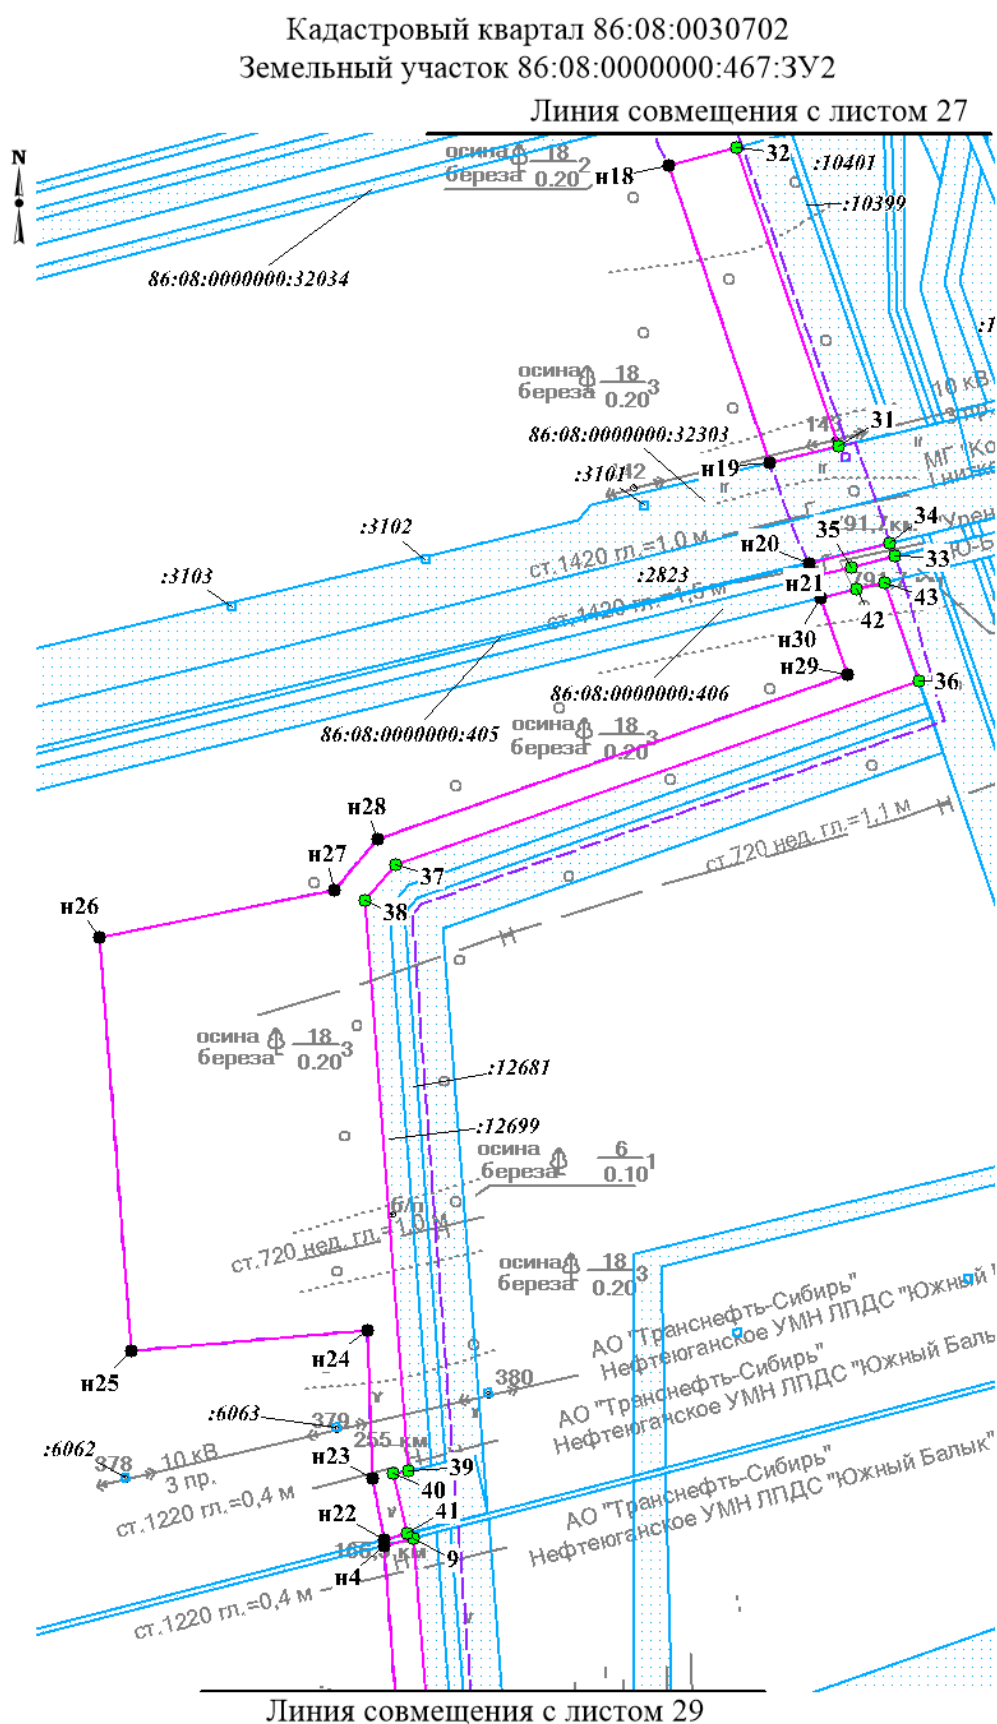 Кадастровый квартал 86:08:0030702
Земельный участок 86:08:0000000:467:ЗУ2
Линия совмещения с листом 27
N
осина 18 2
береза 0.20
н18
32
:10401
:10399
86:08:0000000:32034
осина 18 3
береза 0.20
10 кВ
3 пр.
143
31
86:08:0000000:32303
н19
:3101
42
:3102
:3103
ст.1420 гл.=1,0 м
34
35
33
н20
н21
:2823
ст.1420 гл.=1,5 м
43
42
н30
н29
36
86:08:0000000:406
86:08:0000000:405
осина 18 3
береза 0.20
н28
ст.720 нед. гл.=1,1 м
н27
37
38
н26
осина 18 3
береза 0.20
:12681
:12699
осина 6 1
береза 0.10
б/п
ст.720 нед. гл.=1,0 м
осина 18 3
береза 0.20
АО "Транснефть-Сибирь"
Нефтеюганское УМН ЛПДС "Южный
н24
н25
380
АО "Транснефть-Сибирь"
Нефтеюганское УМН ЛПДС "Южный Балык
:6063
379
255 км
:6062
378
10 кВ
3 пр.
н23
39
40
ст.1220 гл.=0,4 м
АО "Транснефть-Сибирь"
Нефтеюганское УМН ЛПДС "Южный Балык"
41
н22
9
н4
ст.1220 гл.=0,4 м
Линия совмещения с листом 29